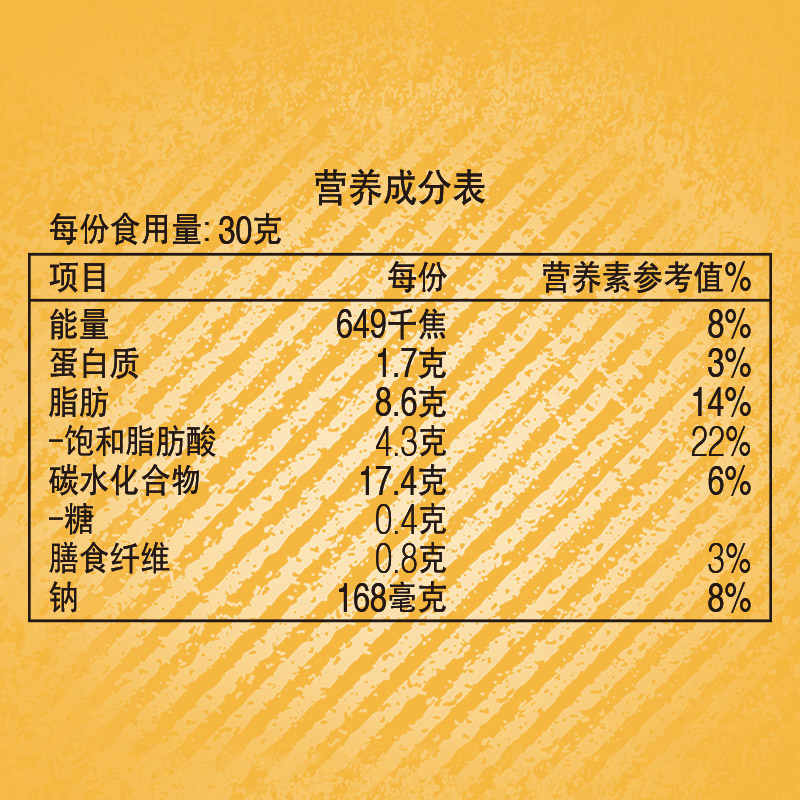 营养成分表
每份食用量: 30克
项目 每份 营养素参考值%
能量 649千焦 8%
蛋白质 1.7克 3%
脂肪 8.6克 14%
-饱和脂肪酸 4.3克 22%
碳水化合物 17.4克 6%
-糖 0.4克
膳食纤维 0.8克 3%
钠 168毫克 8%